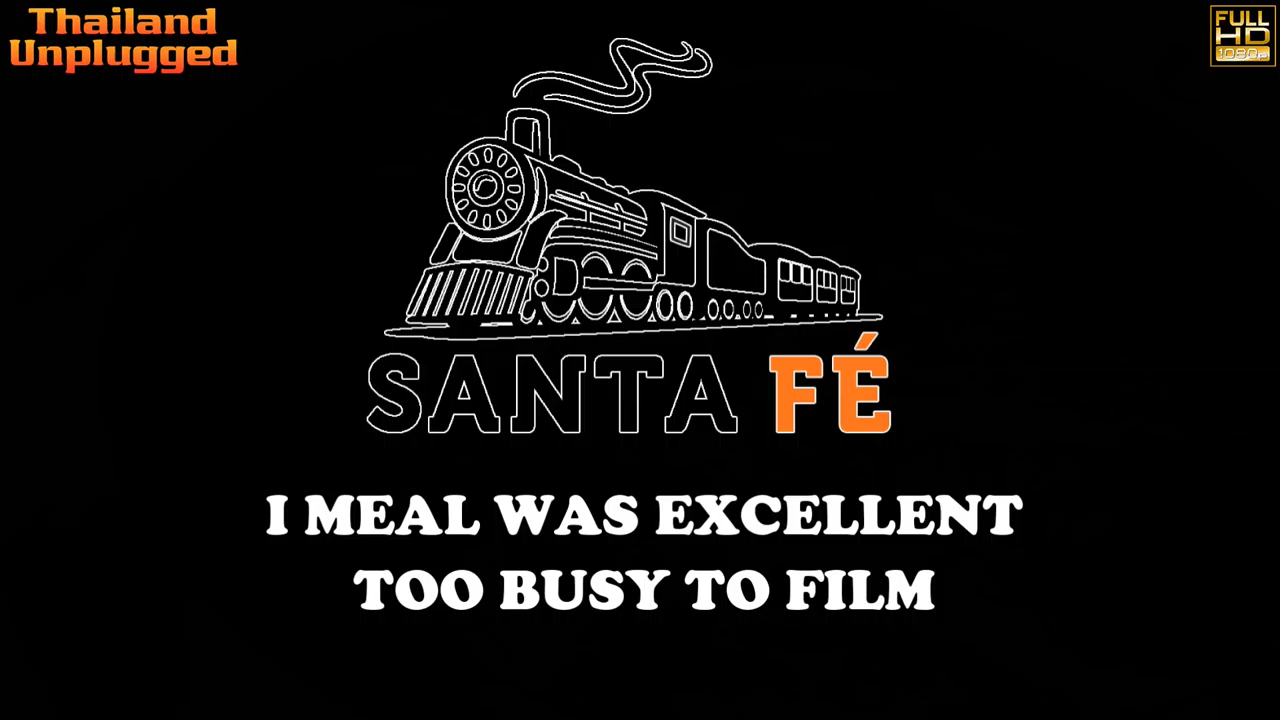 Thailand
Unplugged
FULL
HD
1080p
SANTA FÉ
I MEAL WAS EXCELLENT
TOO BUSY TO FILM